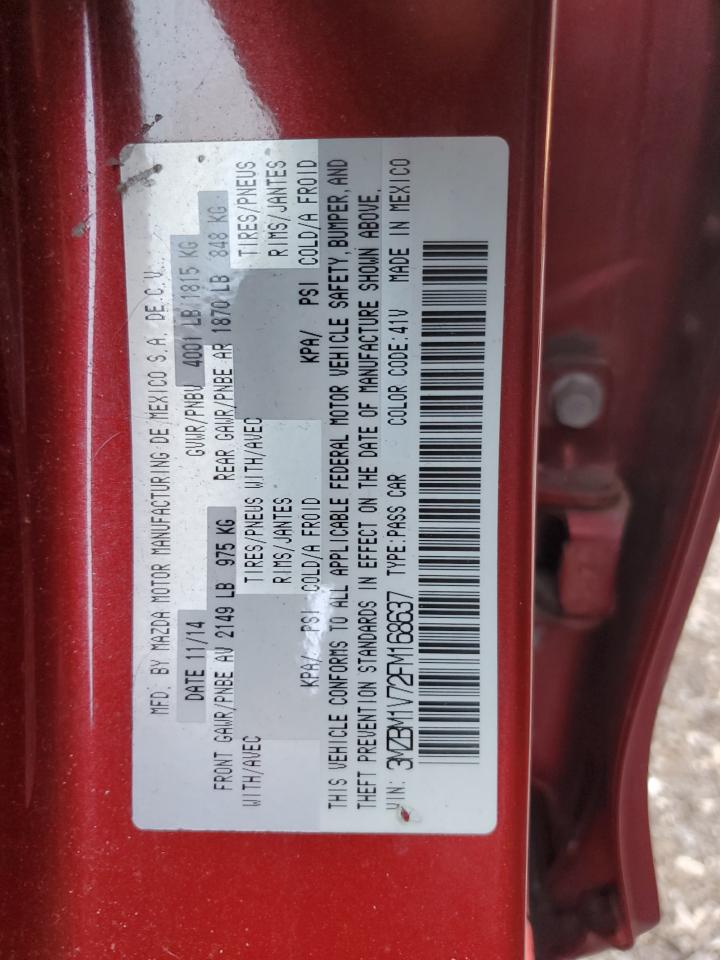 MFD. BY MAZDA MOTOR MANUFACTURING DE MEXICO S.A. DE C.V.
DATE 11/14 GVWR/PNBV 4001 LB 1815 KG
FRONT GAWR/PNBE AV 2149 LB 975 KG REAR GAWR/PNBE AR 1870 LB 848 KG
WITH/AVEC TIRES/PNEUS WITH/AVEC TIRES/PNEUS
RIMS/JANTES RIMS/JANTES
KPA/ PSI COLD/A FROID KPA/ PSI COLD/A FROID
THIS VEHICLE CONFORMS TO ALL APPLICABLE FEDERAL MOTOR VEHICLE SAFETY, BUMPER, AND
THEFT PREVENTION STANDARDS IN EFFECT ON THE DATE OF MANUFACTURE SHOWN ABOVE.
VIN: 3MZBM1V72FM168637 TYPE:PASS CAR COLOR CODE:41V MADE IN MEXICO